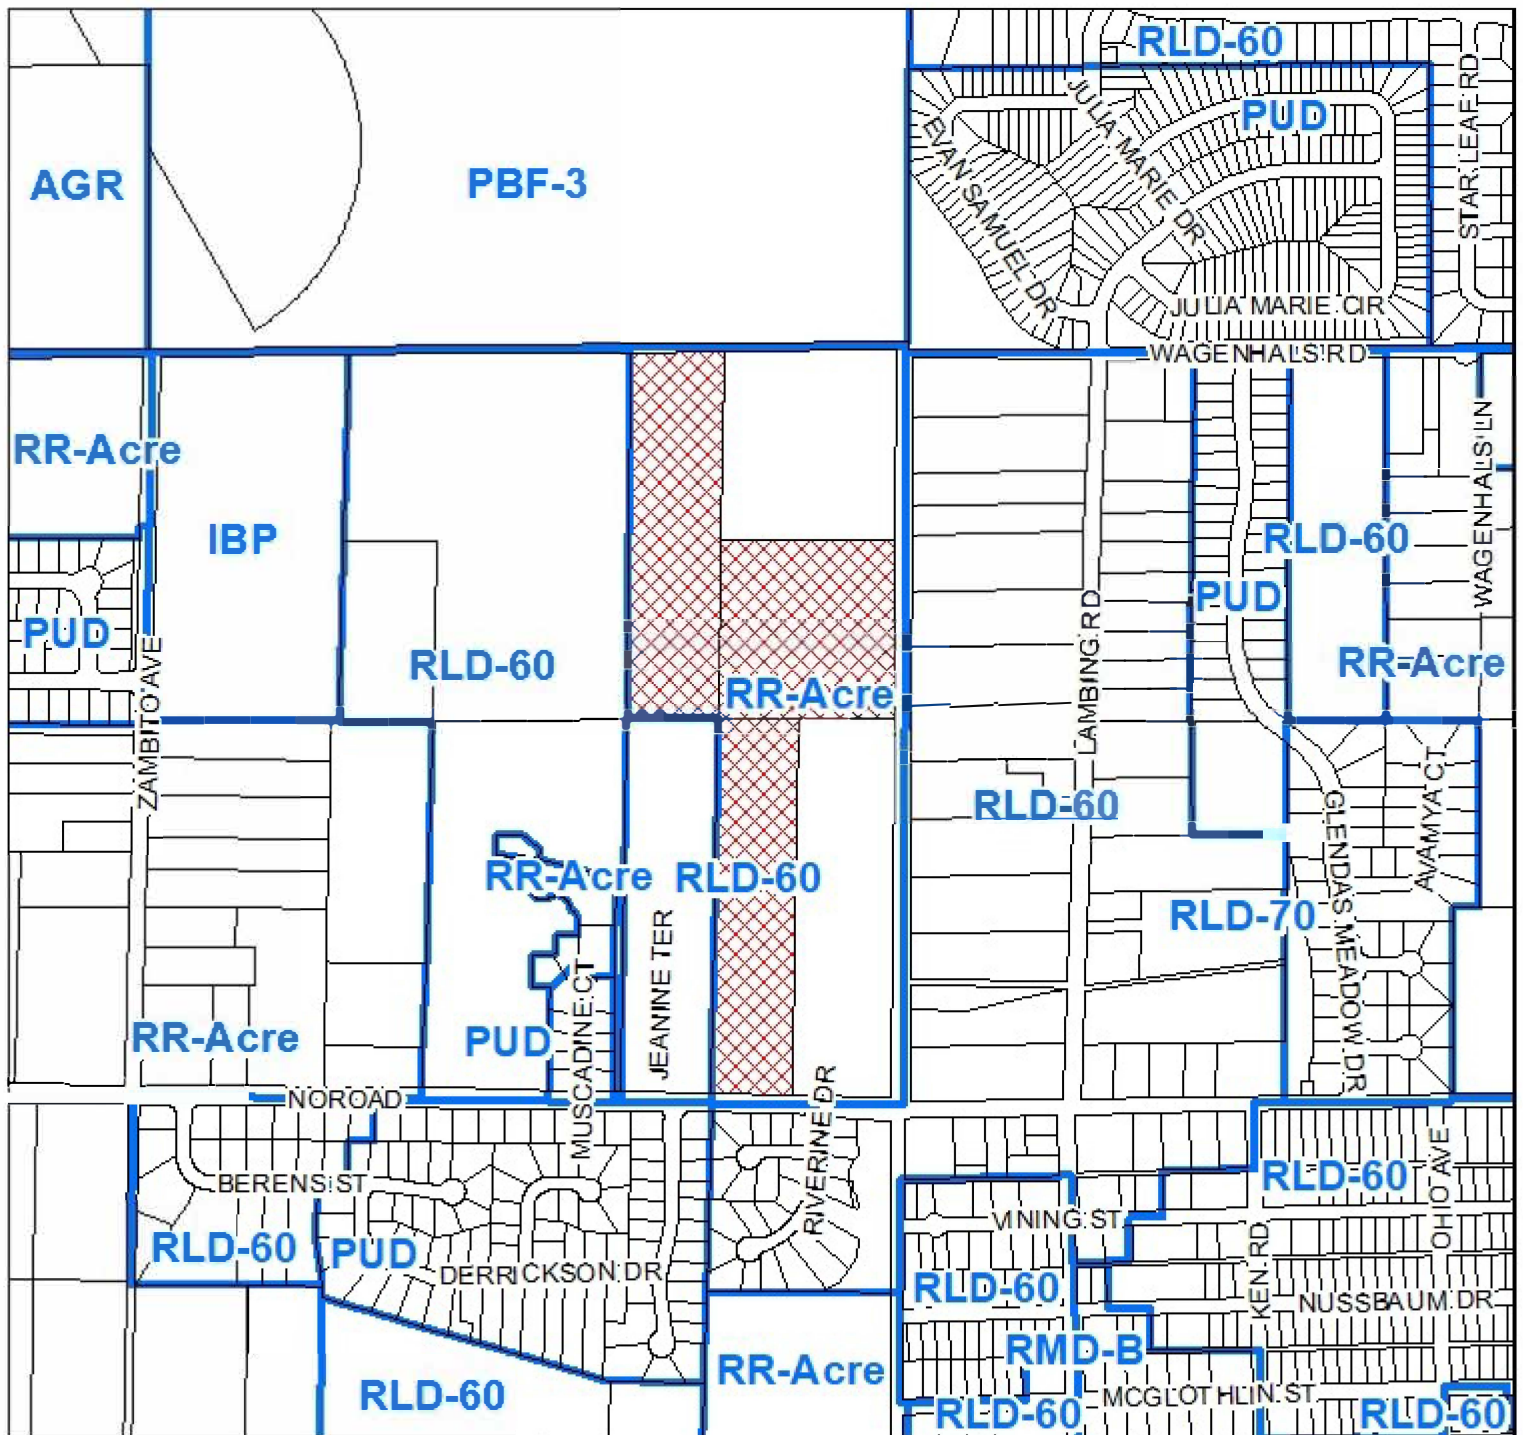 RLD-60
STARLEAF RD
PUD
JULIA MARIE DR
EVAN SAMUEL DR
AGR
PBF-3
JULIA MARIE CIR
WAGENHALS RD
RR-Acre
WAGENHALS LN
IBP
RLD-60
PUD
PUD
LAMBING RD
RLD-60
RR-Acre
RR-Acre
ZAMBITO AVE
RLD-60
GLENDAS MEADOW DR
AVAMYA CT
RR-Acre
RLD-60
RLD-70
JEANINE TER
MUSCADINE CT
RR-Acre
PUD
NOROAD
RIVERINE DR
BERENS ST
RLD-60
OHIO AVE
VINING ST
RLD-60
PUD
DERRICKSON DR
KEN RD
RLD-60
NUSSBAUM DR
RMD-B
RR-Acre
RLD-60
MCGLOTHLIN ST
RLD-60
RLD-60